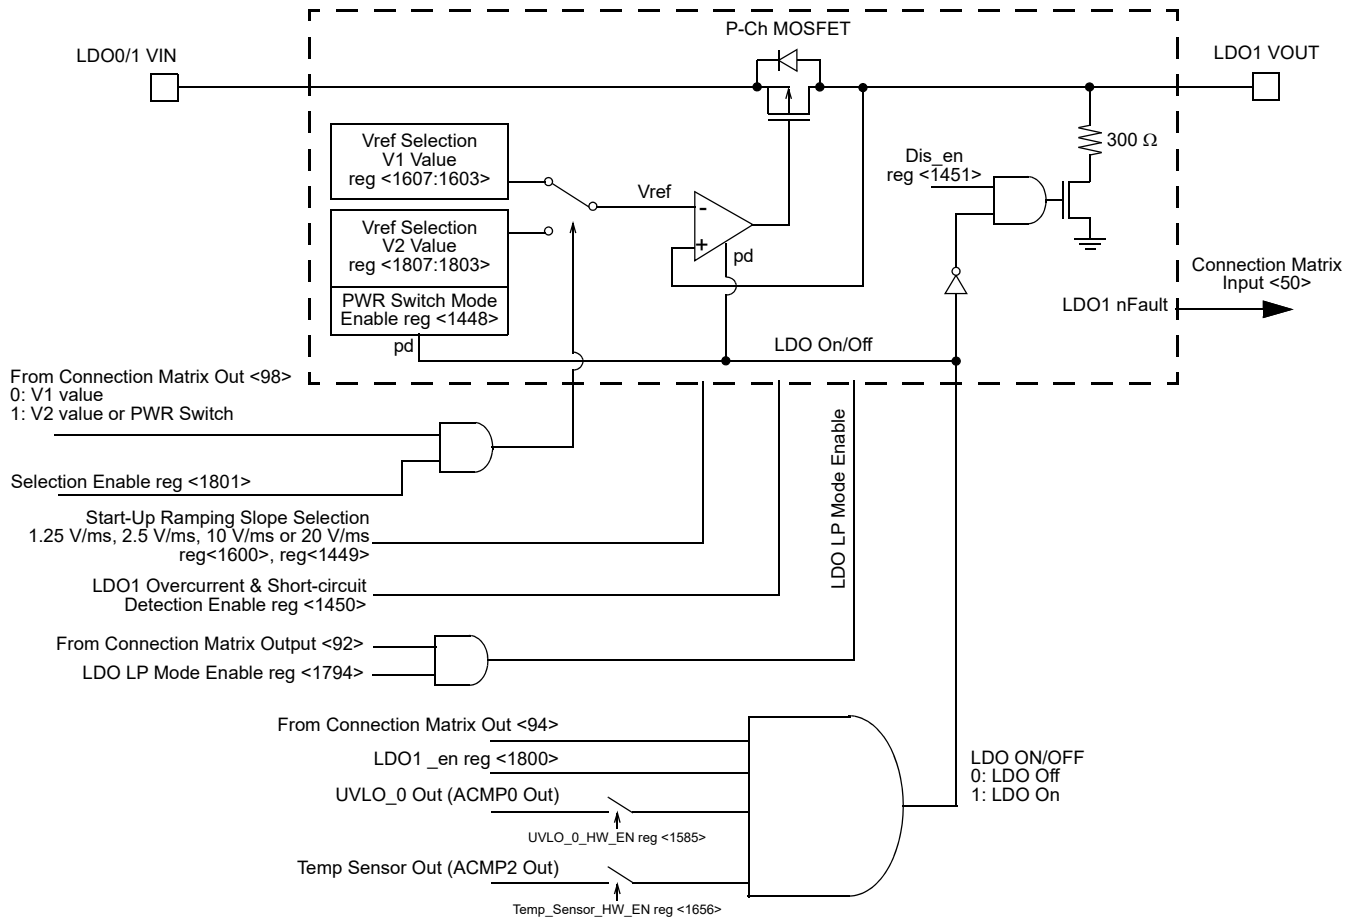 P-Ch MOSFET
LDO0/1 VIN
LDO1 VOUT
Vref Selection
V1 Value
reg <1607:1603>
300 Ω
Dis_en
reg <1451>
Vref
-
+
pd
Vref Selection
V2 Value
reg <1807:1803>
PWR Switch Mode
Enable reg <1448>
pd
Connection Matrix
Input <50>
LDO1 nFault
LDO On/Off
From Connection Matrix Out <98>
0: V1 value
1: V2 value or PWR Switch
Selection Enable reg <1801>
LDO LP Mode Enable
Start-Up Ramping Slope Selection
1.25 V/ms, 2.5 V/ms, 10 V/ms or 20 V/ms
reg<1600>, reg<1449>
LDO1 Overcurrent & Short-circuit
Detection Enable reg <1450>
From Connection Matrix Output <92>
LDO LP Mode Enable reg <1794>
From Connection Matrix Out <94>
LDO1 _en reg <1800>
UVLO_0 Out (ACMP0 Out)
UVLO_0_HW_EN reg <1585>
Temp Sensor Out (ACMP2 Out)
Temp_Sensor_HW_EN reg <1656>
LDO ON/OFF
0: LDO Off
1: LDO On